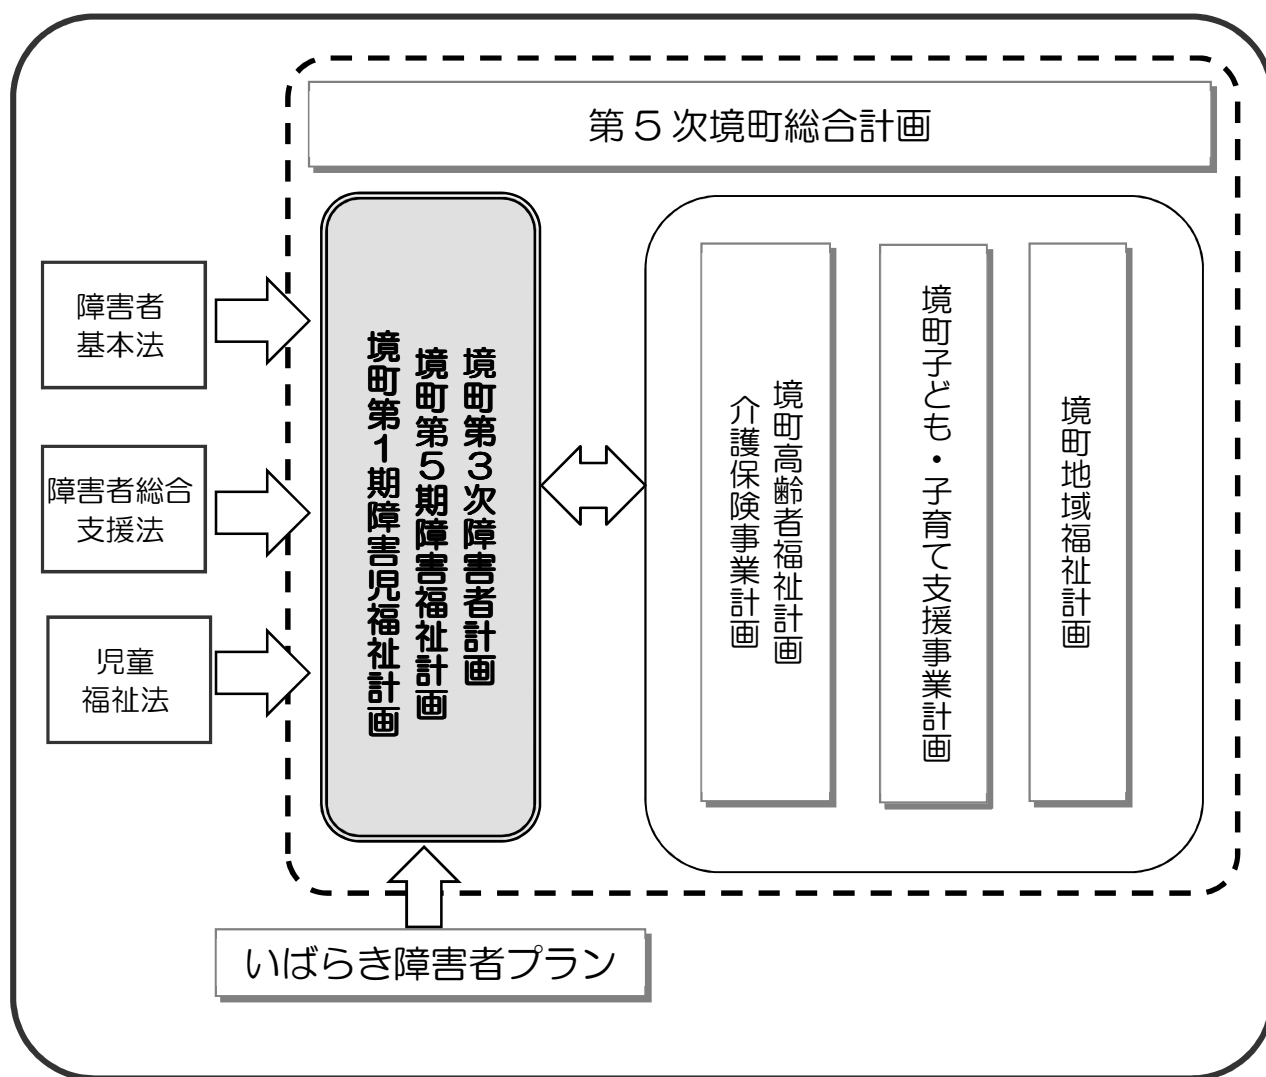 第５次境町総合計画
障害者
基本法
障害者総合
支援法
児童
福祉法
境町第３次障害者計画
境町第５期障害福祉計画
境町第１期障害児福祉計画
境町高齢者福祉計画
介護保険事業計画
境町子ども・子育て支援事業計画
境町地域福祉計画
いばらき障害者プラン